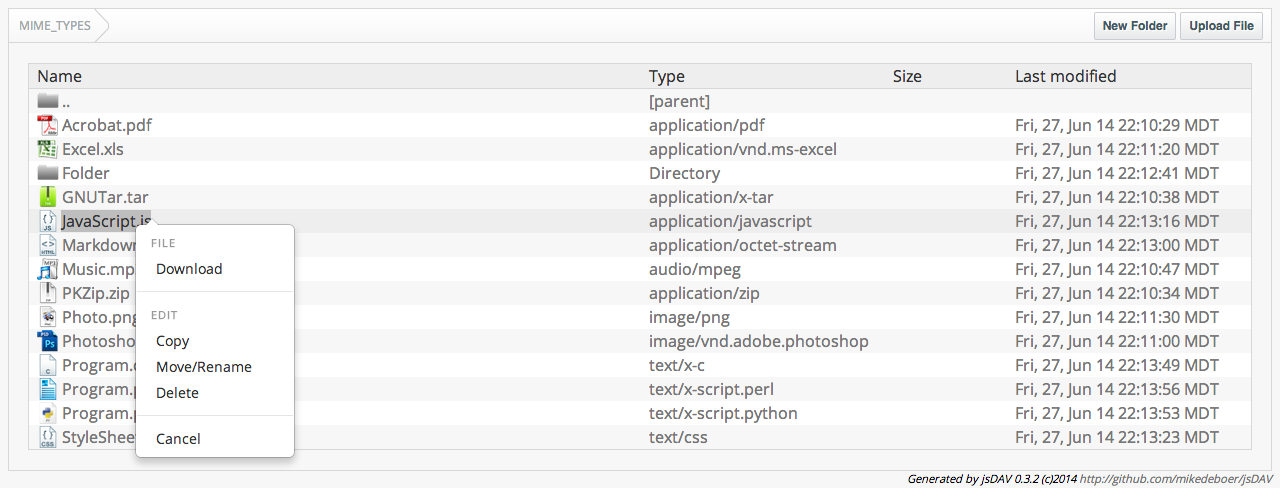 MIME_TYPES New Folder Upload File
Name Type Size Last modified
.. [parent]
Acrobat.pdf application/pdf Fri, 27, Jun 14 22:10:29 MDT
Excel.xls application/vnd.ms-excel Fri, 27, Jun 14 22:11:20 MDT
Folder Directory Fri, 27, Jun 14 22:12:41 MDT
GNUTar.tar application/x-tar Fri, 27, Jun 14 22:10:38 MDT
JavaScript.js application/javascript Fri, 27, Jun 14 22:13:16 MDT
Markdown application/octet-stream Fri, 27, Jun 14 22:13:00 MDT
Music.mp audio/mpeg Fri, 27, Jun 14 22:10:47 MDT
PKZip.zip application/zip Fri, 27, Jun 14 22:10:34 MDT
Photo.png image/png Fri, 27, Jun 14 22:11:30 MDT
Photosho image/vnd.adobe.photoshop Fri, 27, Jun 14 22:11:00 MDT
Program. text/x-c Fri, 27, Jun 14 22:13:49 MDT
Program. text/x-script.perl Fri, 27, Jun 14 22:13:56 MDT
Program. text/x-script.python Fri, 27, Jun 14 22:13:53 MDT
StyleShee text/css Fri, 27, Jun 14 22:13:23 MDT
FILE
Download
EDIT
Copy
Move/Rename
Delete
Cancel
Generated by jsDAV 0.3.2 (c)2014 http://github.com/mikedeboer/jsDAV